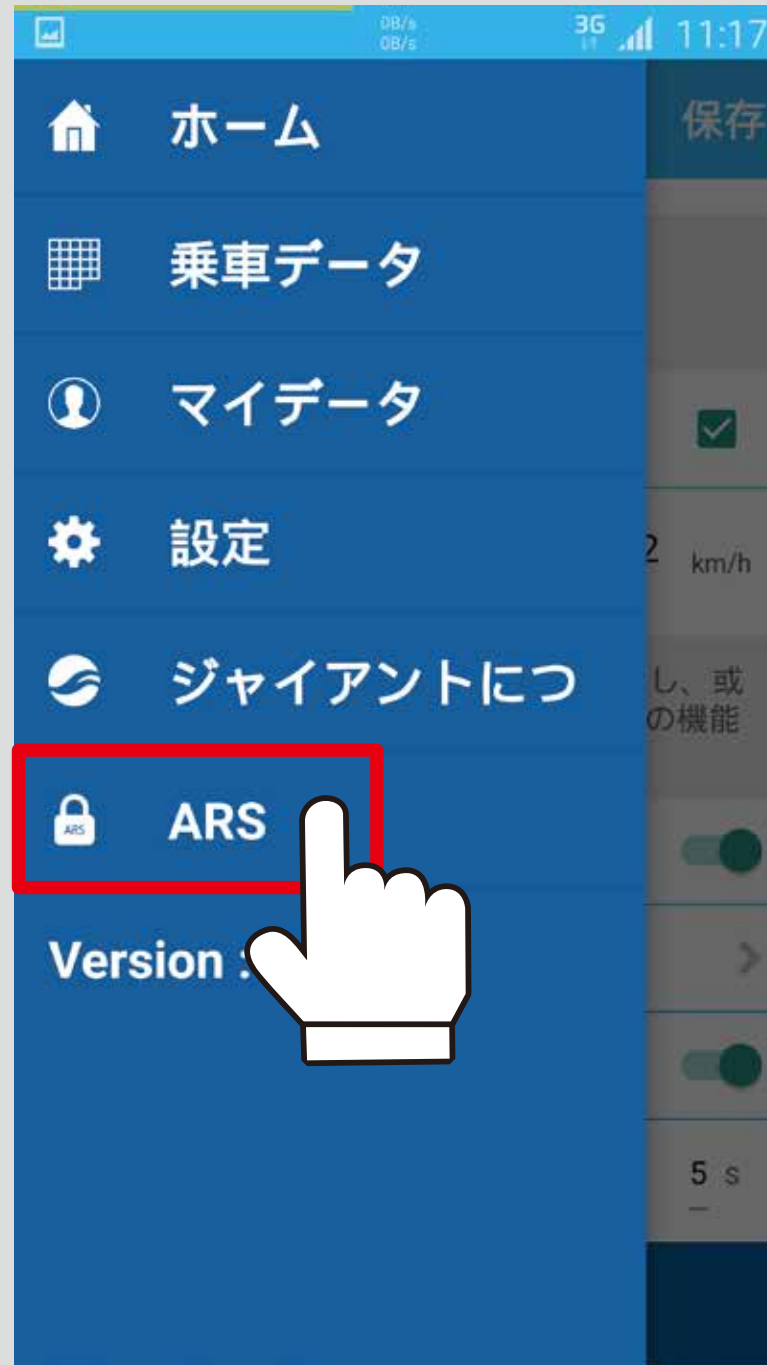 0B/s
0B/s
3G
11:17
保存
ホーム
乗車データ
マイデータ
設定
2 km/h
ジャイアントにつ
し、或
の機能
ARS
ARS
Version :
5 s